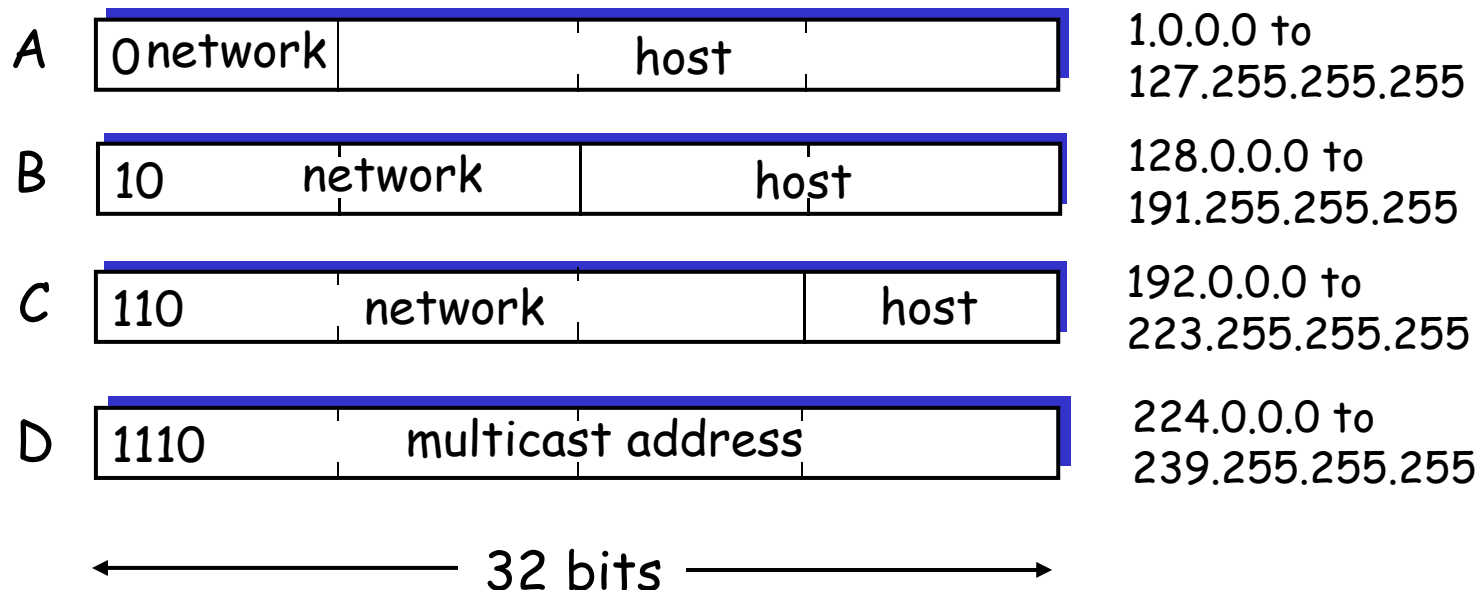 A 0 network host 1.0.0.0 to
127.255.255.255
B 10 network host 128.0.0.0 to
191.255.255.255
C 110 network host 192.0.0.0 to
223.255.255.255
D 1110 multicast address 224.0.0.0 to
239.255.255.255
32 bits